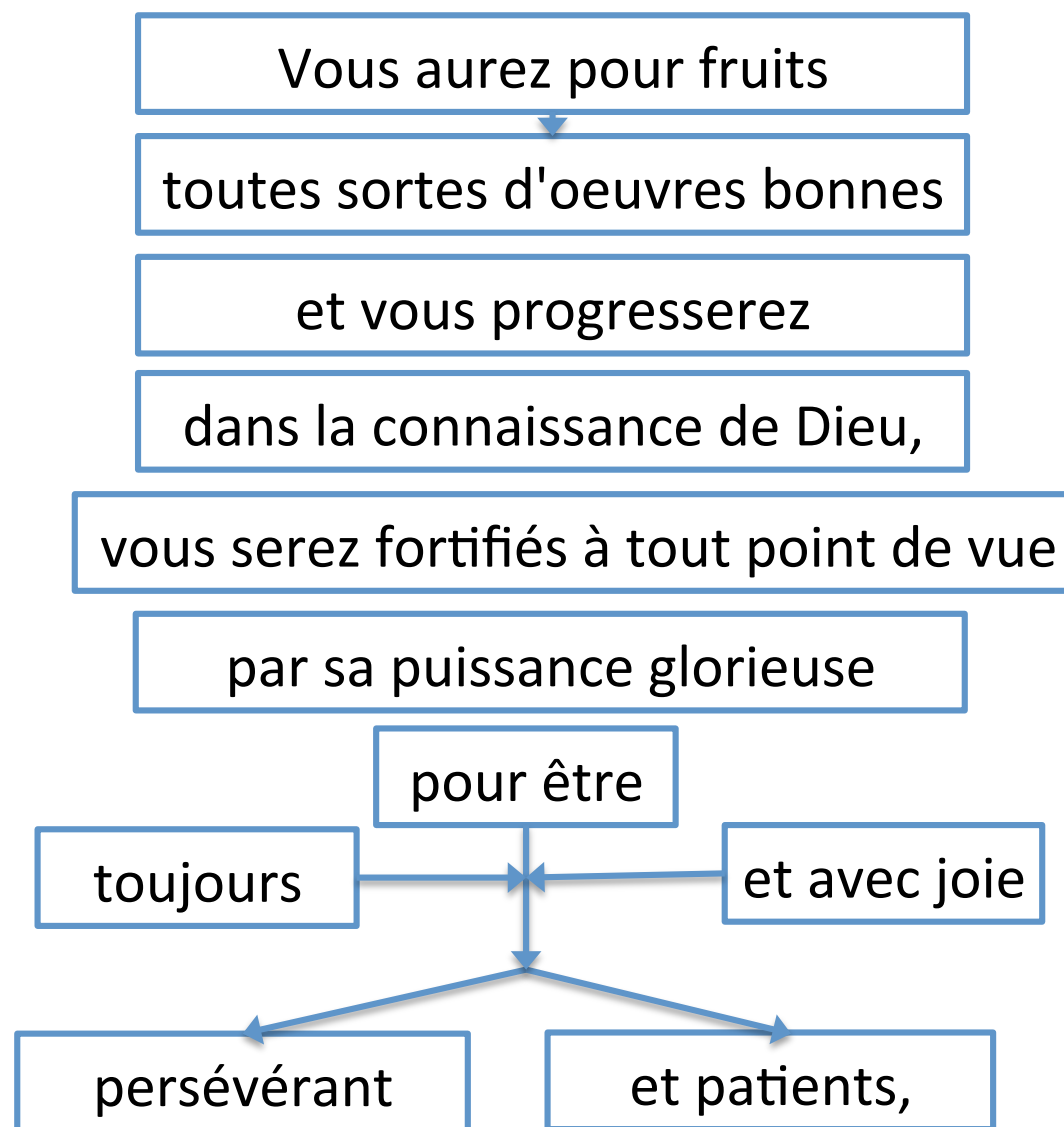 Vous aurez pour fruits
toutes sortes d'oeuvres bonnes
et vous progresserez
dans la connaissance de Dieu,
vous serez fortifiés à tout point de vue
par sa puissance glorieuse
pour être
toujours
et avec joie
persévérant
et patients,